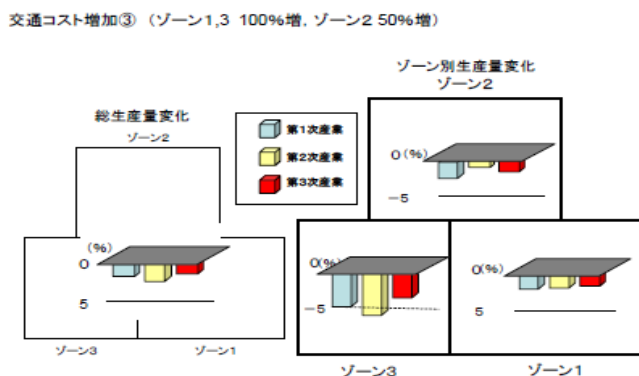 交通コスト増加③ (ゾーン1,3 100%増, ゾーン2 50%増)
総生産量変化
ゾーン2
(%)
0
5
ゾーン3
ゾーン1
第1次産業
第2次産業
第3次産業
ゾーン別生産量変化
ゾーン2
0(%)
-5
0(%)
-5
ゾーン3
0(%)
5
ゾーン1